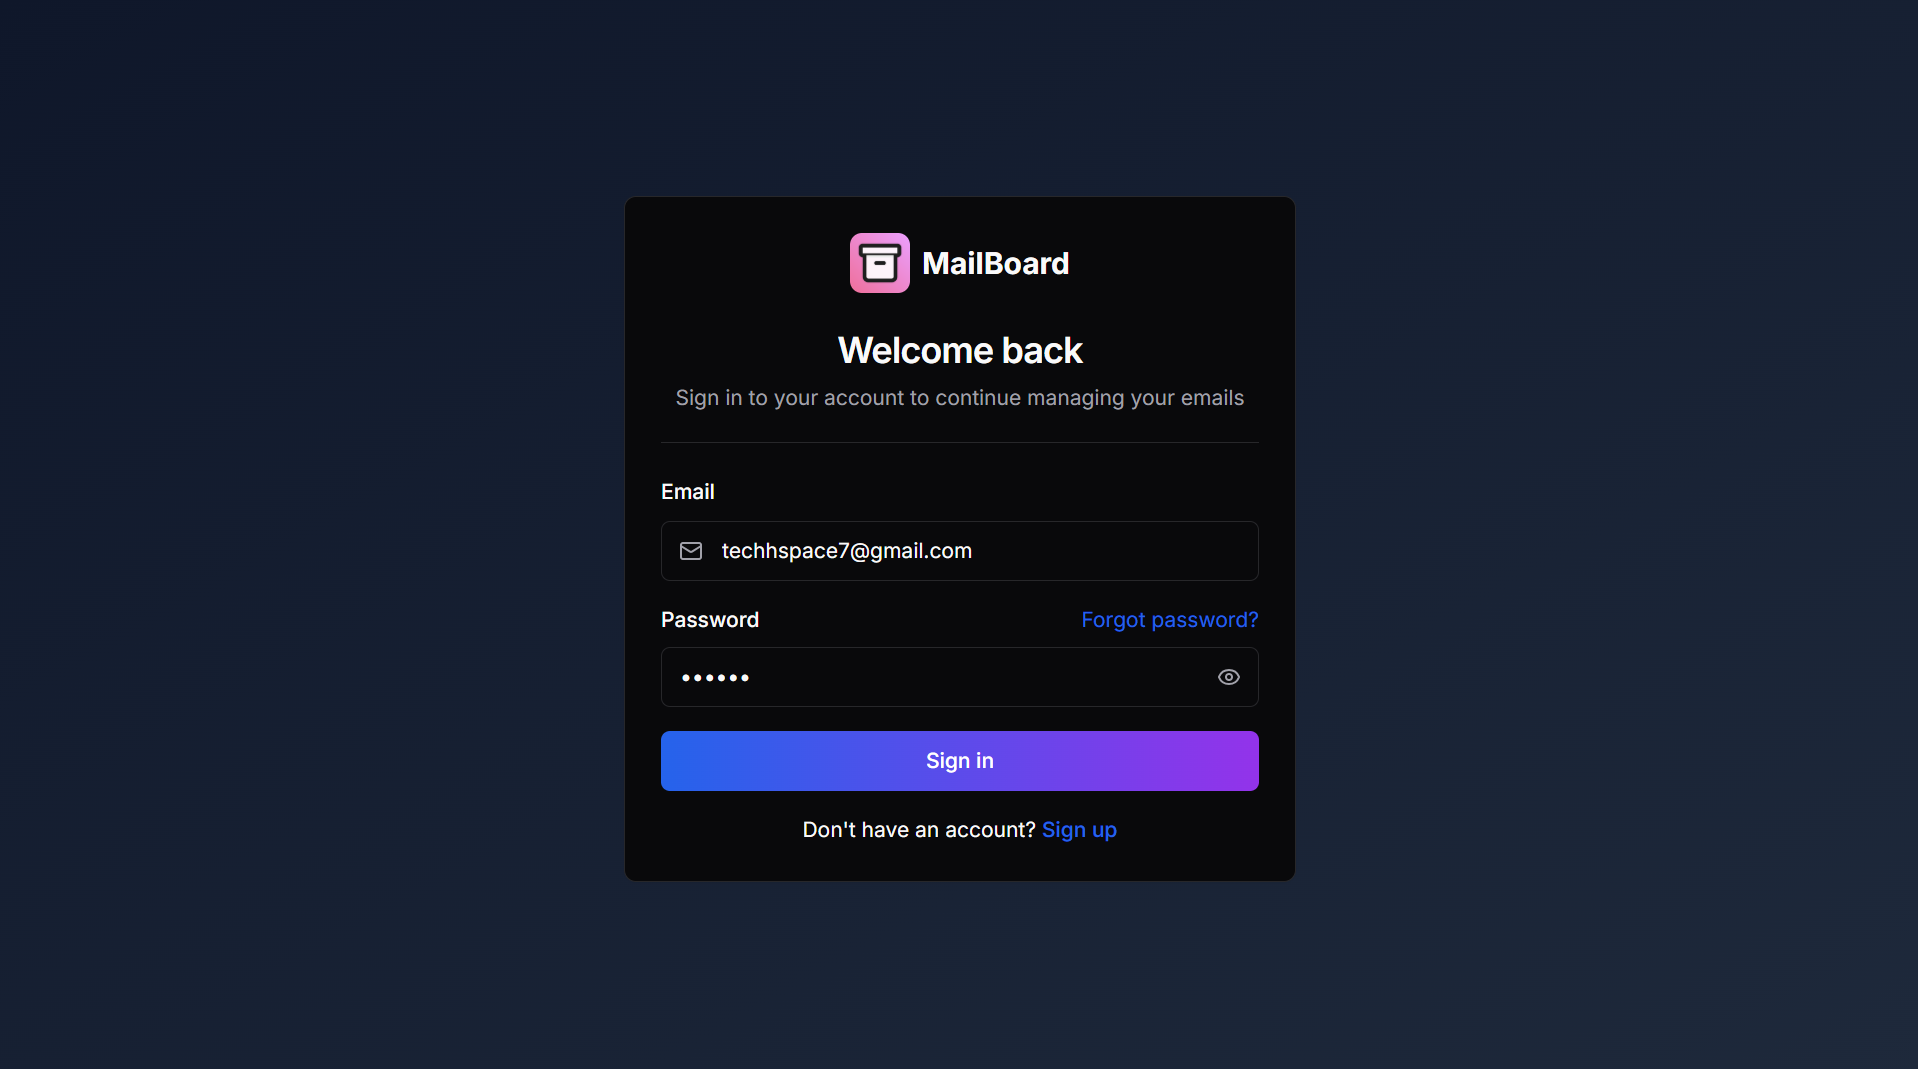 MailBoard
Welcome back
Sign in to your account to continue managing your emails
Email
techhspace7@gmail.com
Password
Forgot password?
••••••
Sign in
Don't have an account? Sign up